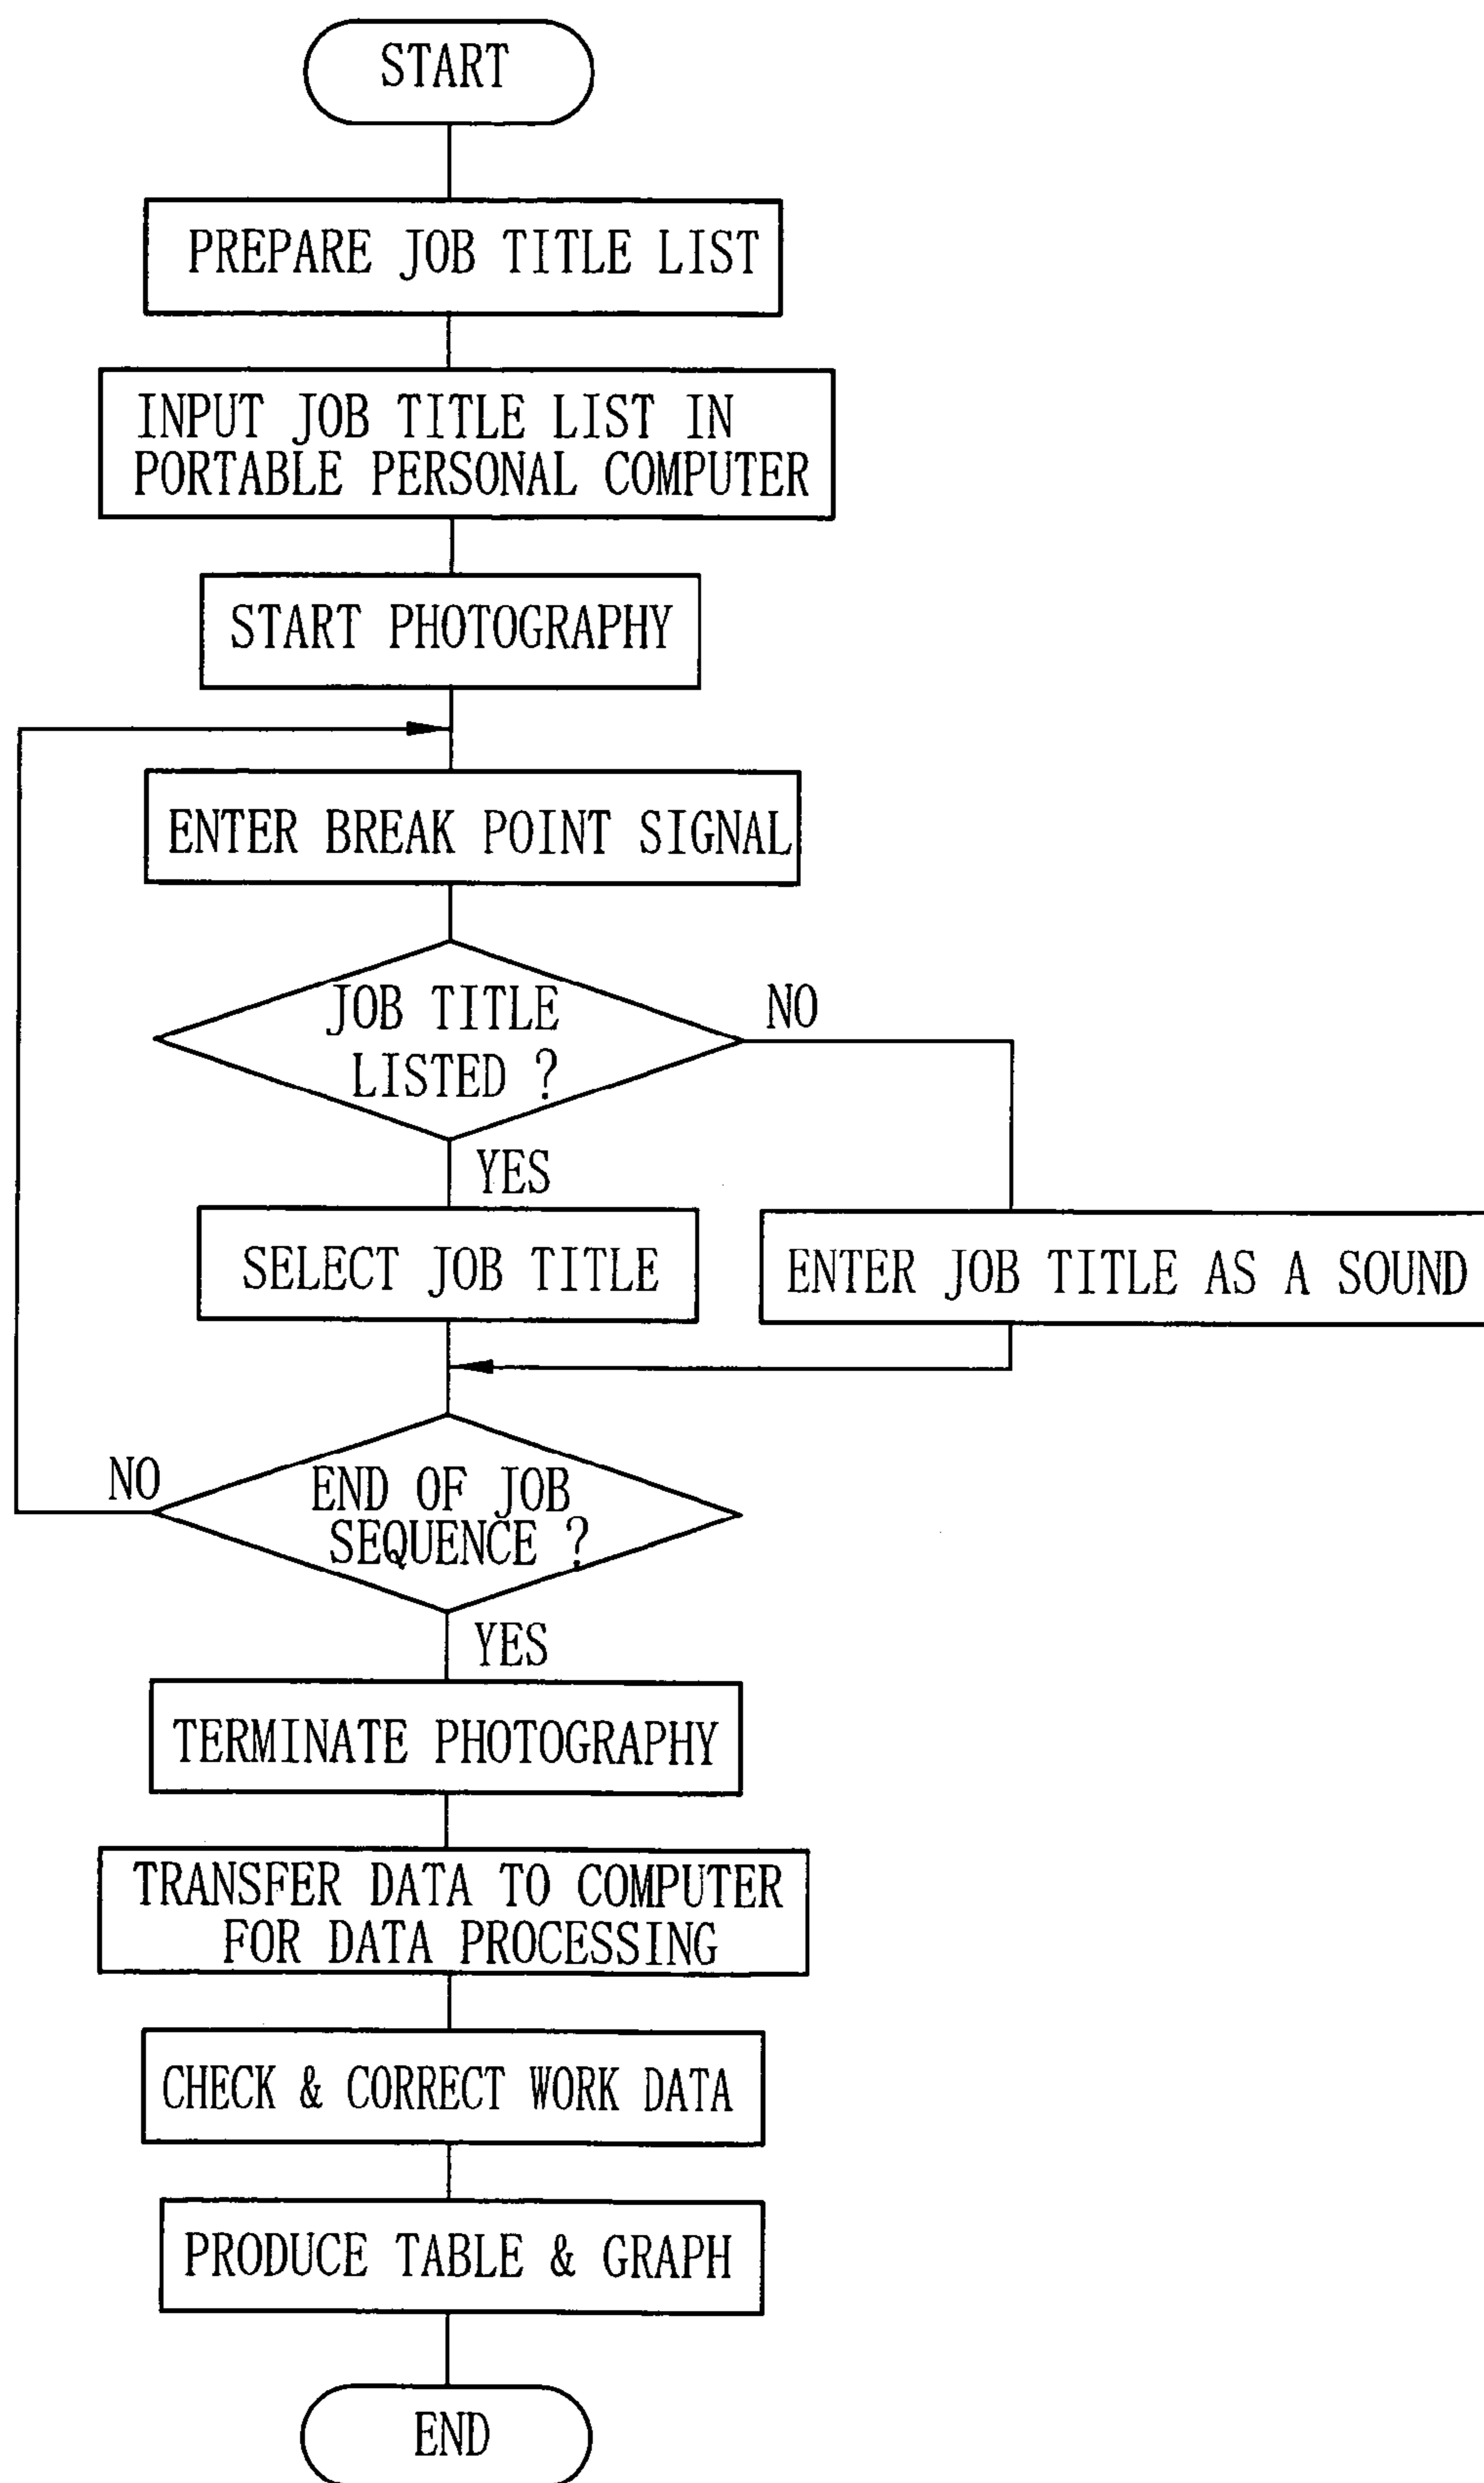 START
PREPARE JOB TITLE LIST
INPUT JOB TITLE LIST IN
PORTABLE PERSONAL COMPUTER
START PHOTOGRAPHY
ENTER BREAK POINT SIGNAL
JOB TITLE
LISTED ?
NO
YES
SELECT JOB TITLE
ENTER JOB TITLE AS A SOUND
END OF JOB
SEQUENCE ?
NO
YES
TERMINATE PHOTOGRAPHY
TRANSFER DATA TO COMPUTER
FOR DATA PROCESSING
CHECK & CORRECT WORK DATA
PRODUCE TABLE & GRAPH
END